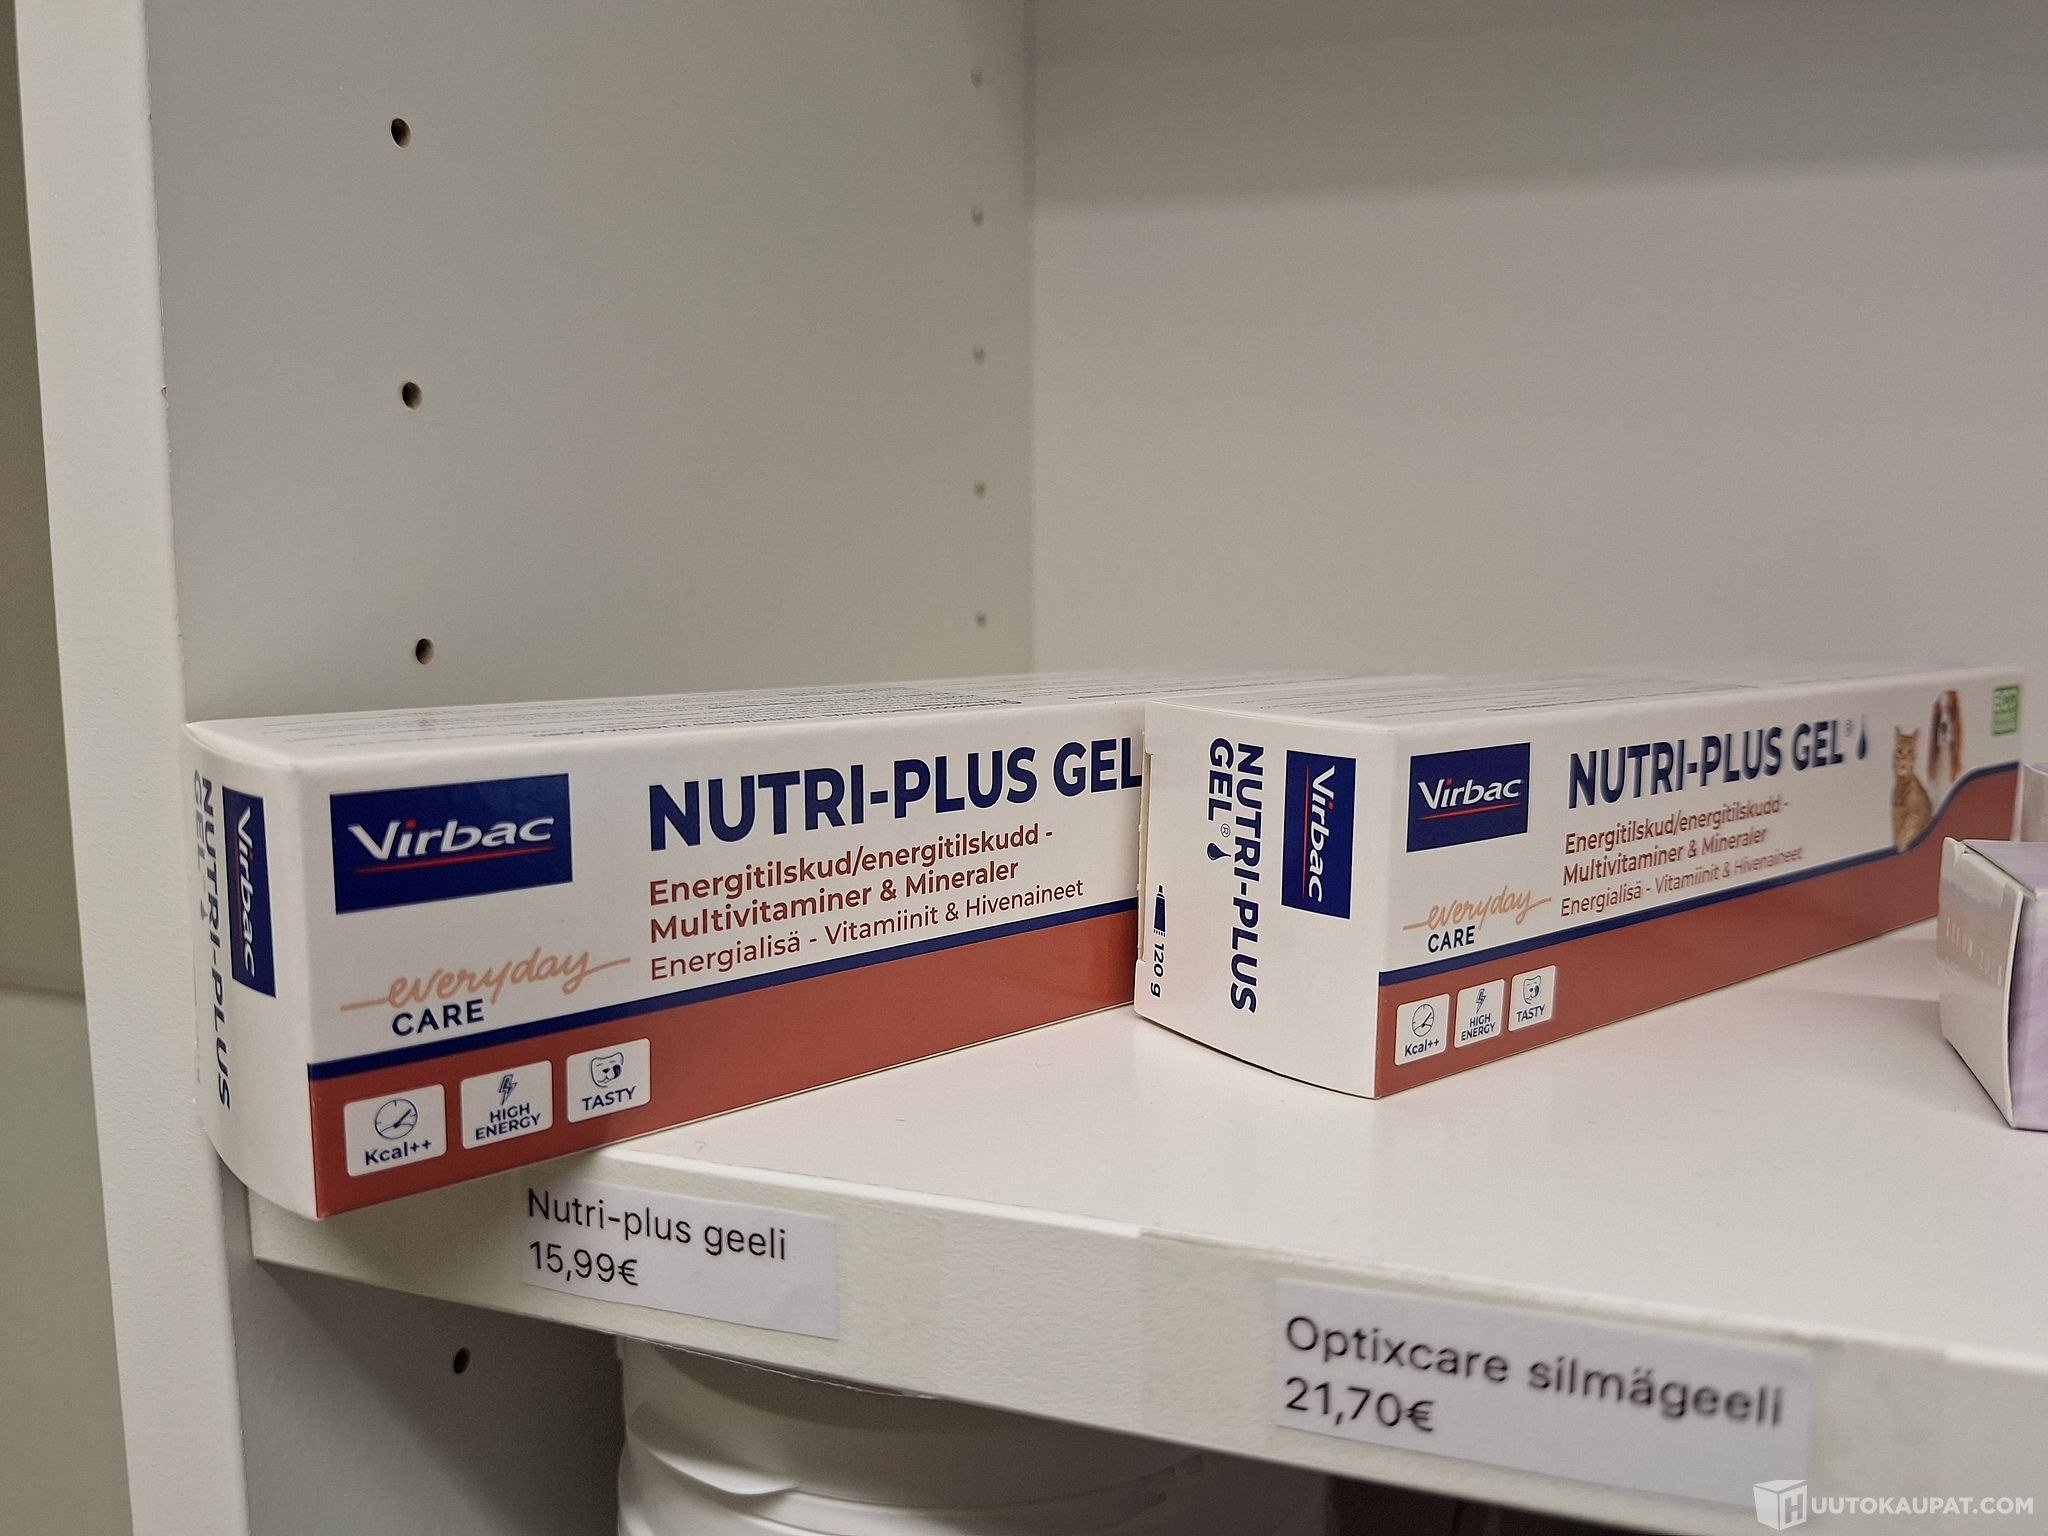 Virbac
NUTRI-PLUS
GEL
Virbac
NUTRI-PLUS GEL
Energitilskud/energitilskudd -
Multivitaminer & Mineraler
Energialisä - Vitamiinit & Hivenaineet
everyday
CARE
Kcal++
HIGH
ENERGY
TASTY
NUTRI-PLUS
GEL®
Virbac
120 g
Virbac
NUTRI-PLUS GEL®
Energitilskud/energitilskudd -
Multivitaminer & Mineraler
Energialisä - Vitamiinit & Hivenaineet
everyday
CARE
Kcal++
HIGH
ENERGY
TASTY
ECO
Nutri-plus geeli
15,99€
Optixcare silmägeeli
21,70€
HUUTOKAUPAT.COM